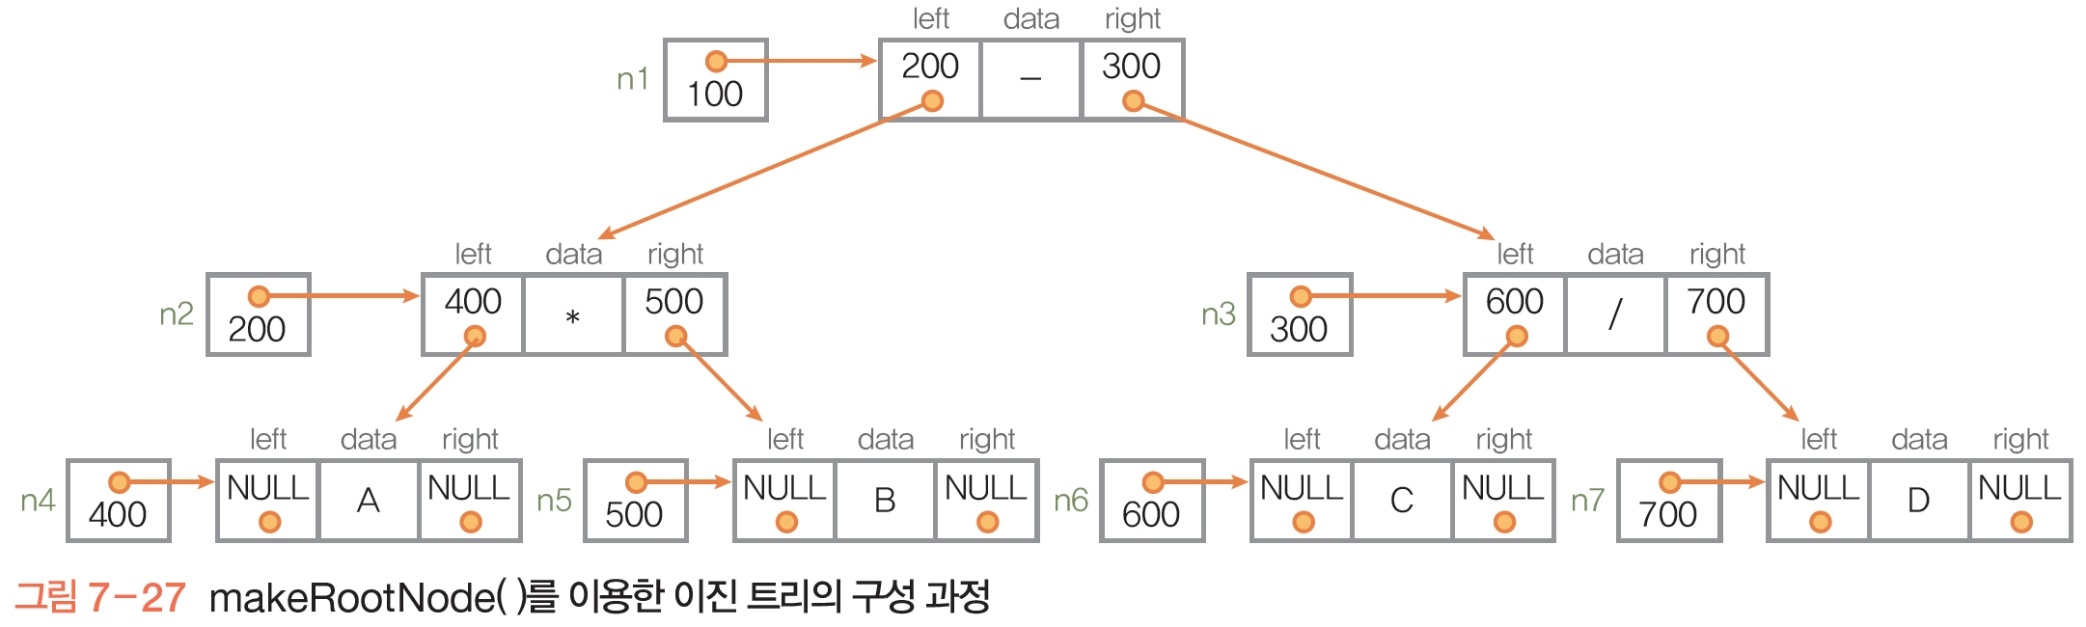 left data right
n1 100 200 – 300
left data right left data right
n2 200 400 * 500 n3 300 600 / 700
left data right left data right left data right left data right
n4 400 NULL A NULL n5 500 NULL B NULL n6 600 NULL C NULL n7 700 NULL D NULL
그림 7-27 makeRootNode( )를 이용한 이진 트리의 구성 과정